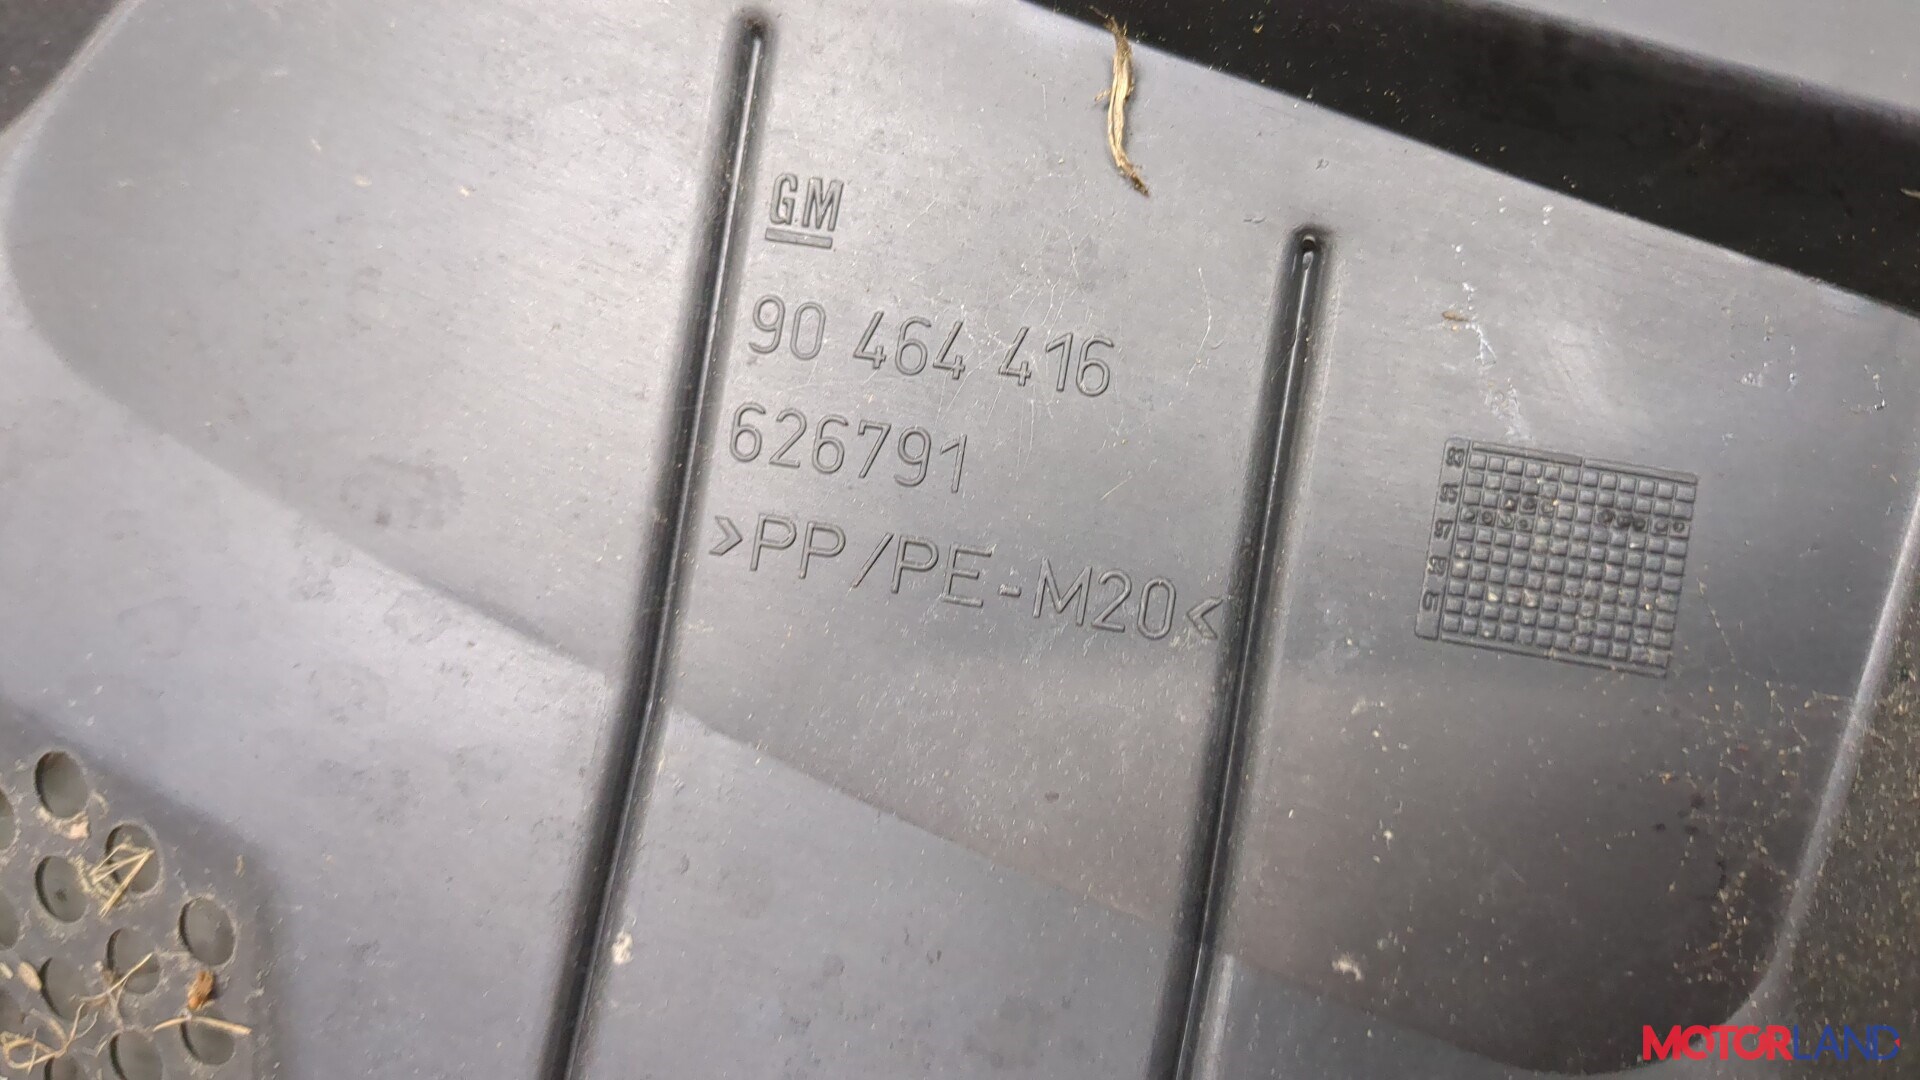 GM
90 464 416
626791
>PP/PE-M20<
MOTORLAND